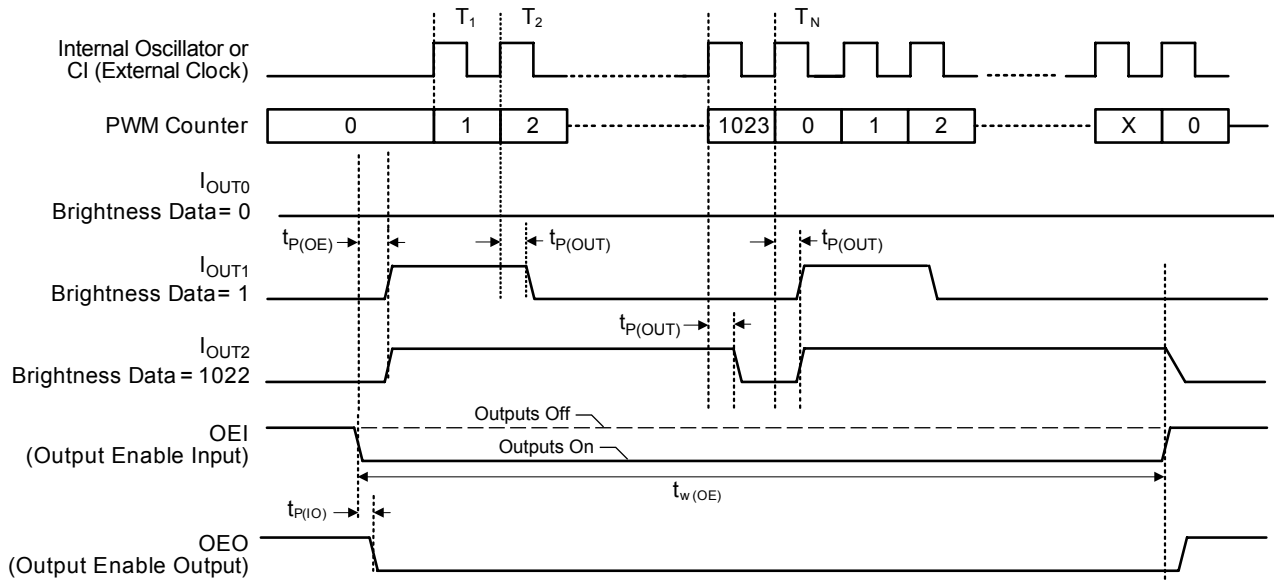 T1 T2 TN
Internal Oscillator or
CI (External Clock)
PWM Counter 0 1 2 1023 0 1 2 X 0
IOUT0
Brightness Data= 0
tP(OE) tP(OUT) tP(OUT)
IOUT1
Brightness Data= 1
tP(OUT)
IOUT2
Brightness Data = 1022
Outputs Off
OEI
(Output Enable Input)
Outputs On
tw(OE)
tP(IO)
OEO
(Output Enable Output)